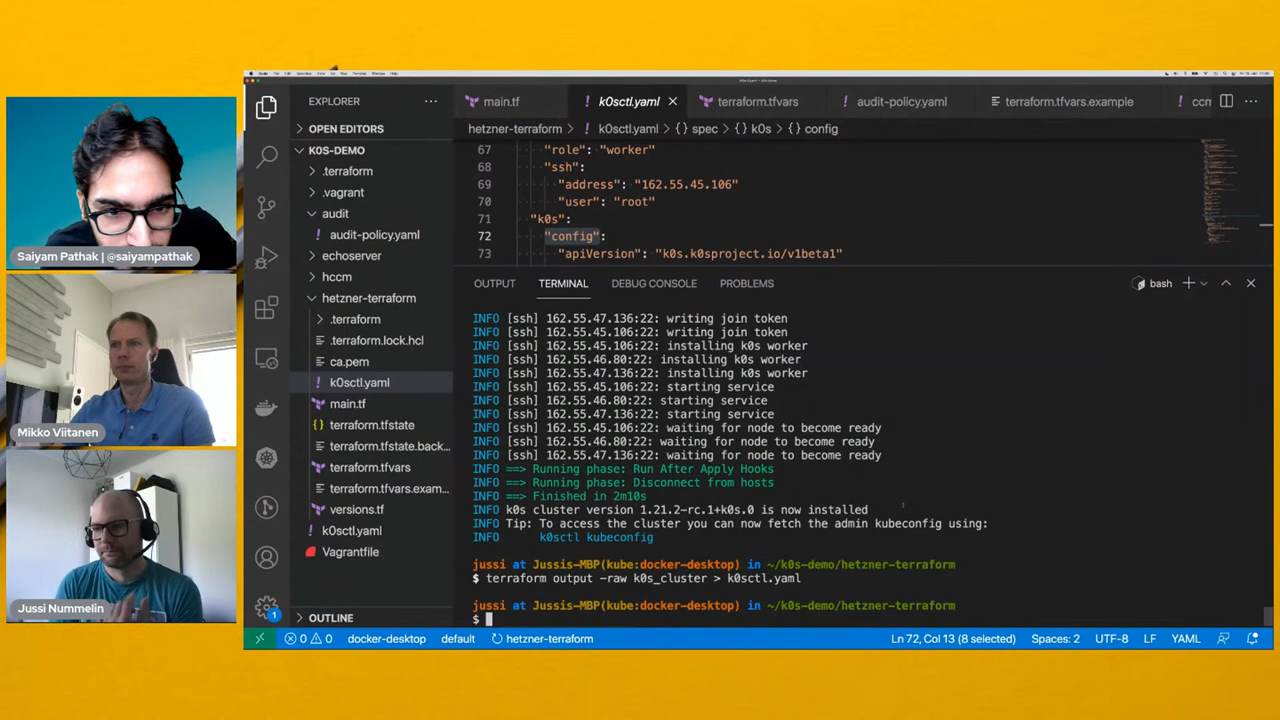 Saiyam Pathak | @saiyampathak
Mikko Viitanen
Jussi Nummelin
EXPLORER
OPEN EDITORS
K0S-DEMO
.terraform
.vagrant
audit
audit-policy.yaml
echoserver
hccm
hetzner-terraform
.terraform
.terraform.lock.hcl
ca.pem
k0sctl.yaml
main.tf
terraform.tfstate
terraform.tfstate.back...
terraform.tfvars
terraform.tfvars.exam...
versions.tf
k0sctl.yaml
Vagrantfile
OUTLINE
1
main.tf
k0sctl.yaml
terraform.tfvars
audit-policy.yaml
terraform.tfvars.example
ccm
hetzner-terraform > k0sctl.yaml > {} spec > {} k0s > {} config
67 "role": "worker"
68 "ssh":
69 "address": "162.55.45.106"
70 "user": "root"
71 "k0s":
72 "config":
73 "apiVersion": "k0s.k0sproject.io/v1beta1"
OUTPUT TERMINAL DEBUG CONSOLE PROBLEMS
bash
INFO [ssh] 162.55.47.136:22: writing join token
INFO [ssh] 162.55.45.106:22: writing join token
INFO [ssh] 162.55.45.106:22: installing k0s worker
INFO [ssh] 162.55.46.80:22: installing k0s worker
INFO [ssh] 162.55.47.136:22: installing k0s worker
INFO [ssh] 162.55.45.106:22: starting service
INFO [ssh] 162.55.46.80:22: starting service
INFO [ssh] 162.55.47.136:22: starting service
INFO [ssh] 162.55.45.106:22: waiting for node to become ready
INFO [ssh] 162.55.46.80:22: waiting for node to become ready
INFO [ssh] 162.55.47.136:22: waiting for node to become ready
INFO ==> Running phase: Run After Apply Hooks
INFO ==> Running phase: Disconnect from hosts
INFO ==> Finished in 2m10s
INFO k0s cluster version 1.21.2-rc.1+k0s.0 is now installed
INFO Tip: To access the cluster you can now fetch the admin kubeconfig using:
INFO k0sctl kubeconfig
jussi at Jussis-MBP(kube:docker-desktop) in ~/k0s-demo/hetzner-terraform
$ terraform output -raw k0s_cluster > k0sctl.yaml
jussi at Jussis-MBP(kube:docker-desktop) in ~/k0s-demo/hetzner-terraform
$
0 0 docker-desktop default hetzner-terraform Ln 72, Col 13 (8 selected) Spaces: 2 UTF-8 LF YAML